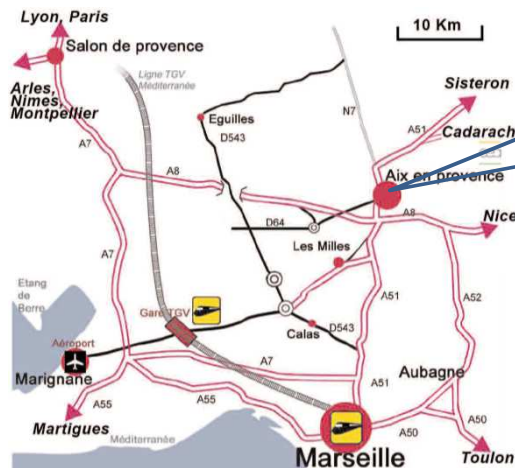 Lyon, Paris
10 Km
Salon de provence
Ligne TGV
Méditerranée
Sisteron
Arles,
Nimes,
Montpellier
Eguilles
N7
A51
Cadarach
D543
A7
A8
Aix en provence
D64
A8
Nice
Les Milles
A7
Etang
de
Berre
A51
A52
Gare TGV
Aéroport
Calas
D543
Marignane
A7
A51
Aubagne
A55
A55
Martigues
A50
A50
Méditerranée
Marseille
Toulon